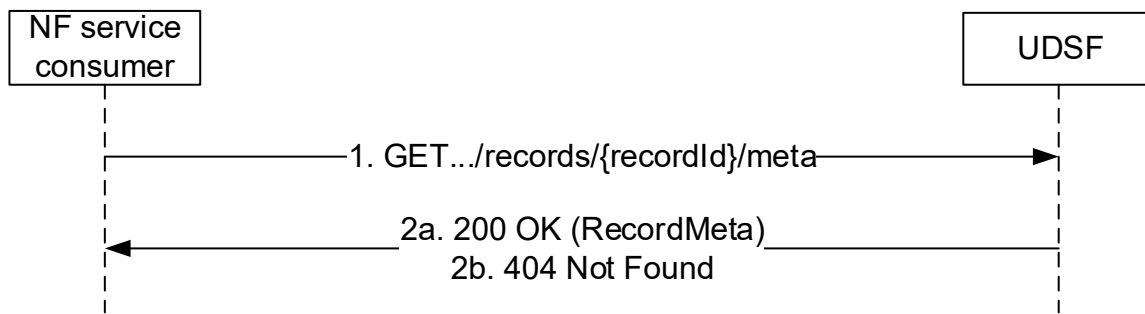 NF service
consumer
UDSF
1. GET.../records/{recordId}/meta
2a. 200 OK (RecordMeta)
2b. 404 Not Found